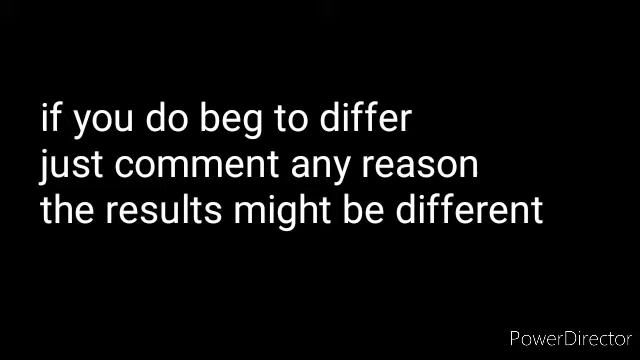 if you do beg to differ
just comment any reason
the results might be different
PowerDirector